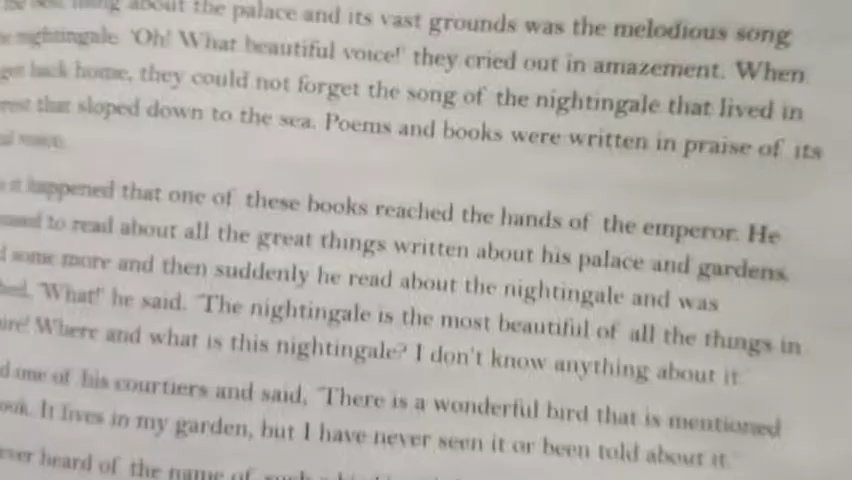 about the palace and its vast grounds was the melodious song
nightingale. 'Oh! What beautiful voice!' they cried out in amazement. When
back home, they could not forget the song of the nightingale that lived in
that sloped down to the sea. Poems and books were written in praise of its
it happened that one of these books reached the hands of the emperor. He
to read about all the great things written about his palace and gardens.
some more and then suddenly he read about the nightingale and was
'What!' he said. 'The nightingale is the most beautiful of all the things in
Where and what is this nightingale? I don't know anything about it.
one of his courtiers and said, 'There is a wonderful bird that is mentioned
It lives in my garden, but I have never seen it or been told about it.
heard of the name of such a